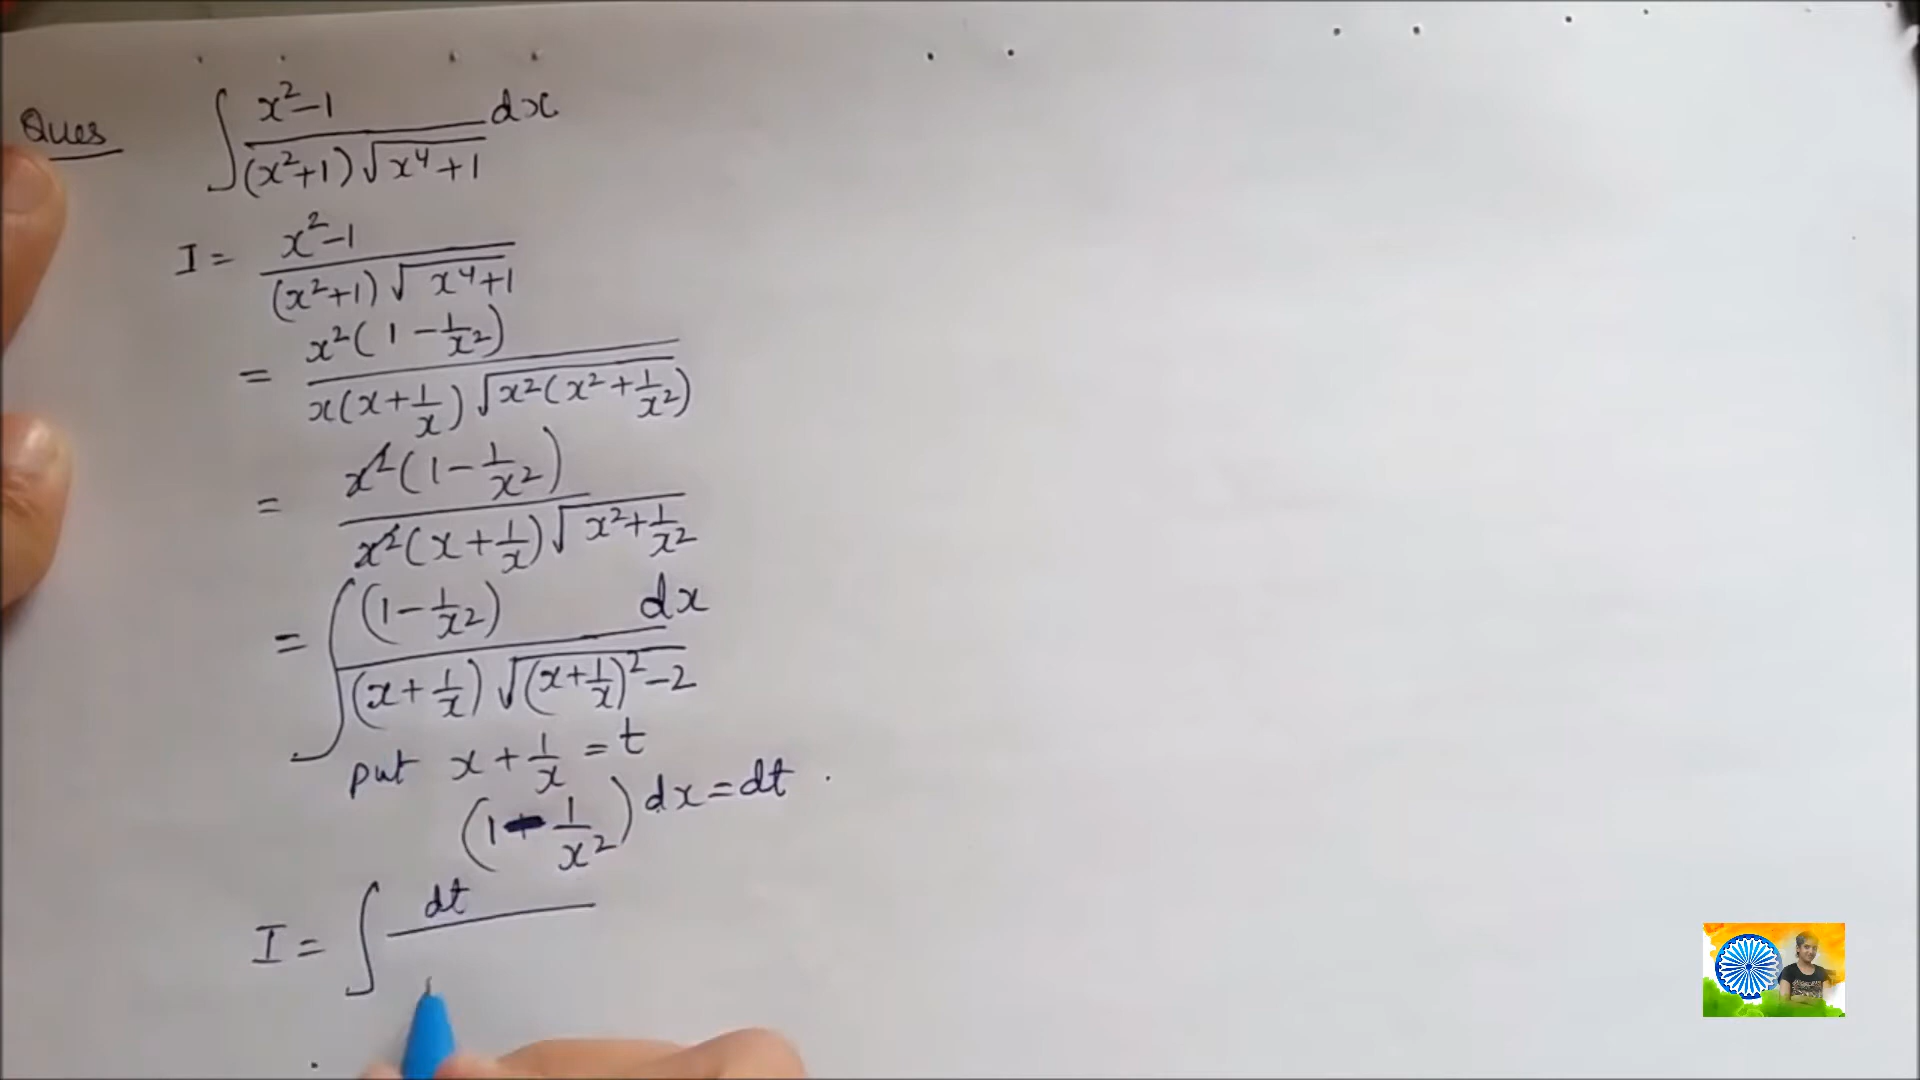 Ques ∫ x²-1 / (x²+1) √(x⁴+1) dx
I = x²-1 / (x²+1) √(x⁴+1)
= x²(1 - 1/x²) / x(x + 1/x) √(x²(x² + 1/x²))
= x²(1 - 1/x²) / x²(x + 1/x) √(x² + 1/x²)
= ∫ (1 - 1/x²) dx / (x + 1/x) √((x + 1/x)² - 2)
put x + 1/x = t
(1 - 1/x²) dx = dt .
I = ∫ dt /